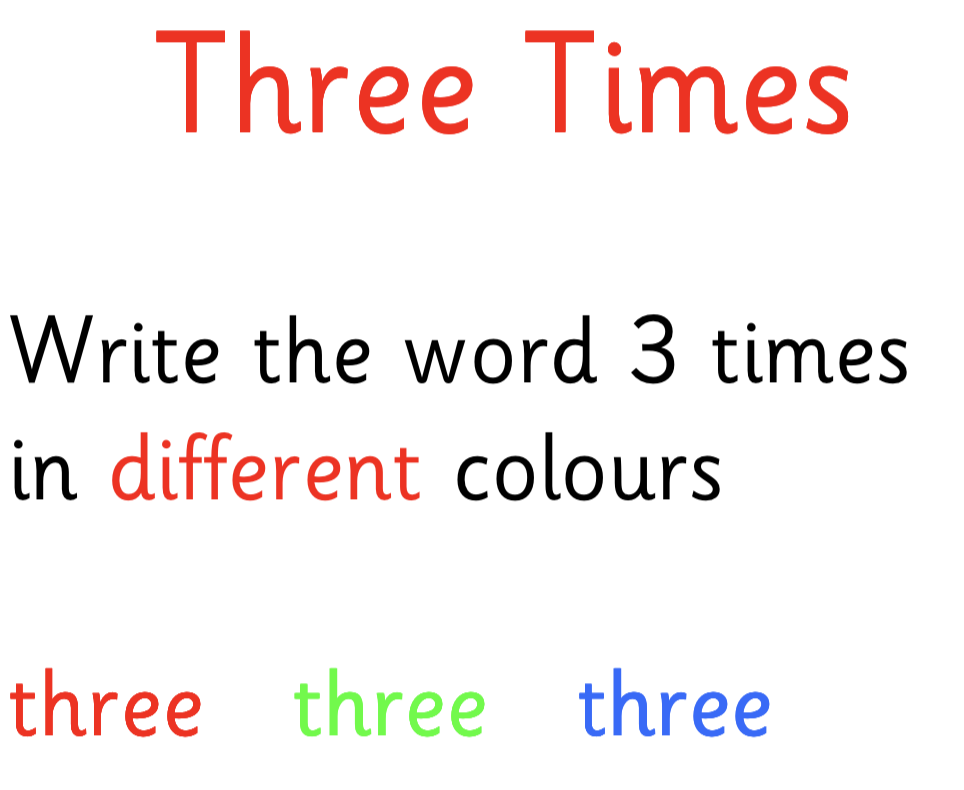 Three Times
Write the word 3 times
in different colours
three three three